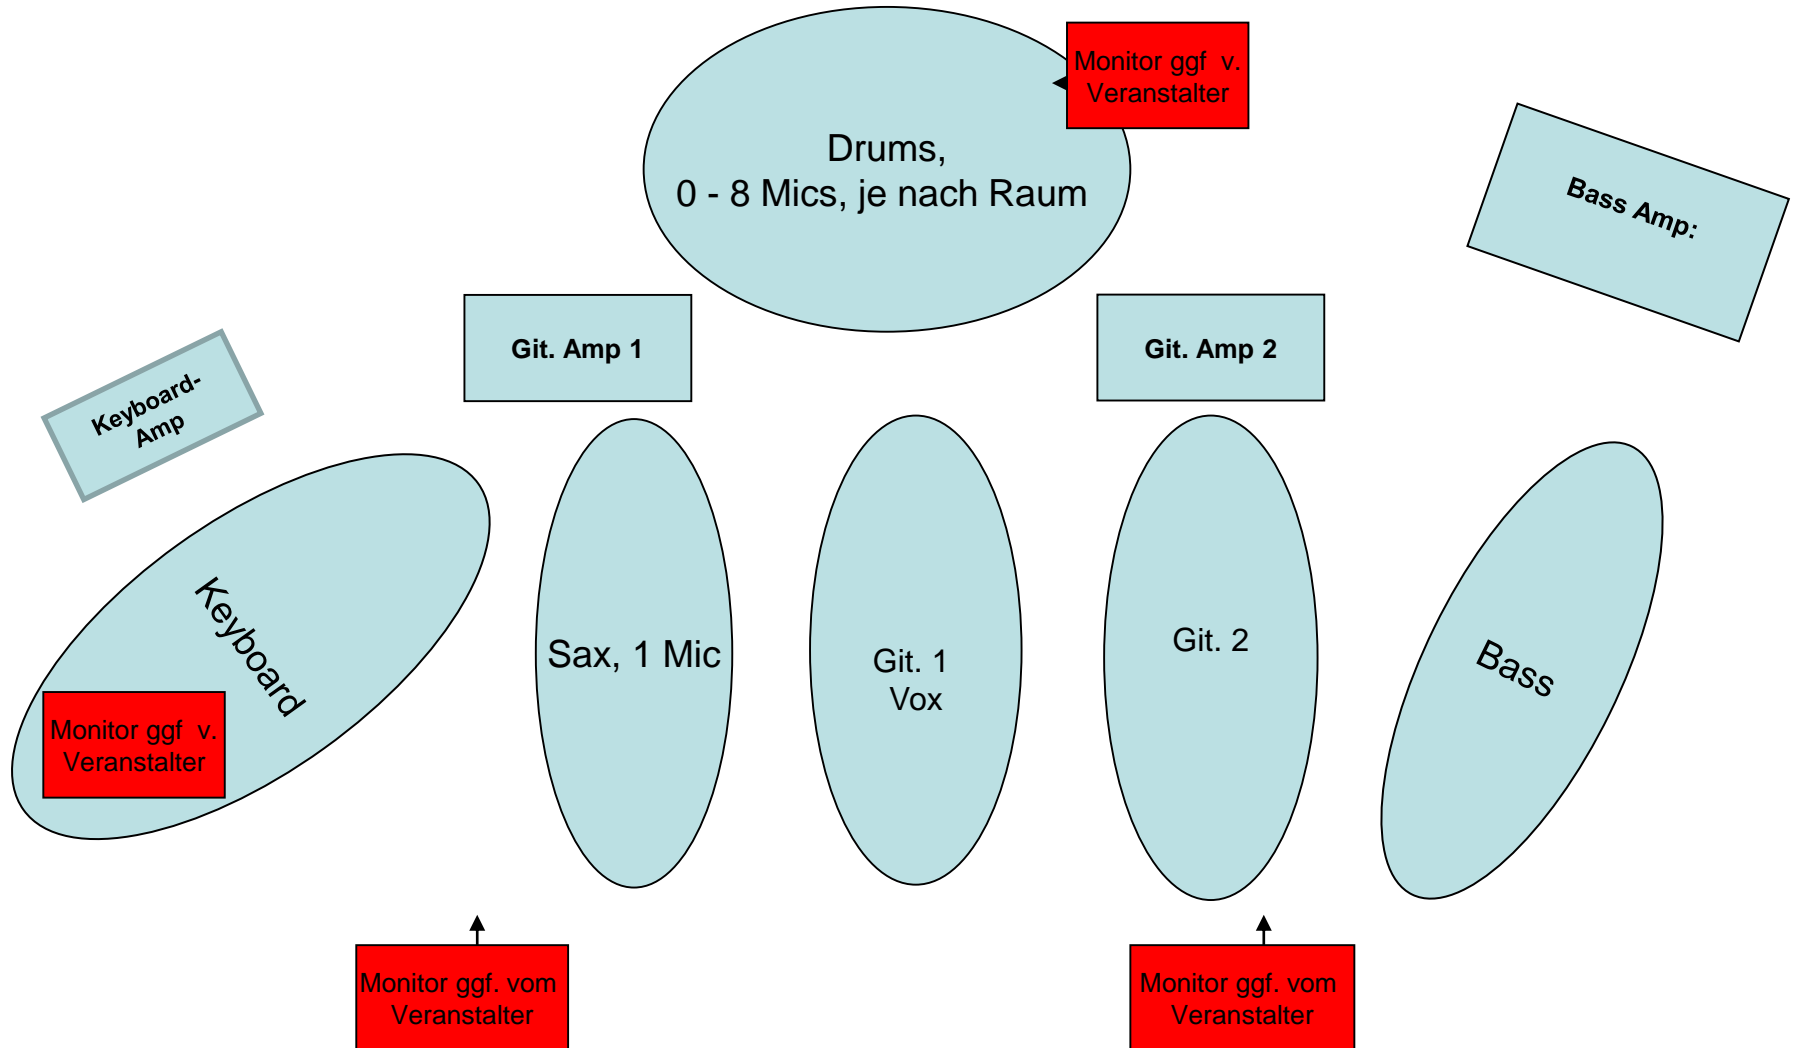 Monitor ggf v.
Veranstalter
Drums,
0 - 8 Mics, je nach Raum
Bass Amp:
Git. Amp 1
Git. Amp 2
Keyboard-
Amp
Keyboard
Sax, 1 Mic
Git. 1
Vox
Git. 2
Bass
Monitor ggf v.
Veranstalter
Monitor ggf. vom
Veranstalter
Monitor ggf. vom
Veranstalter